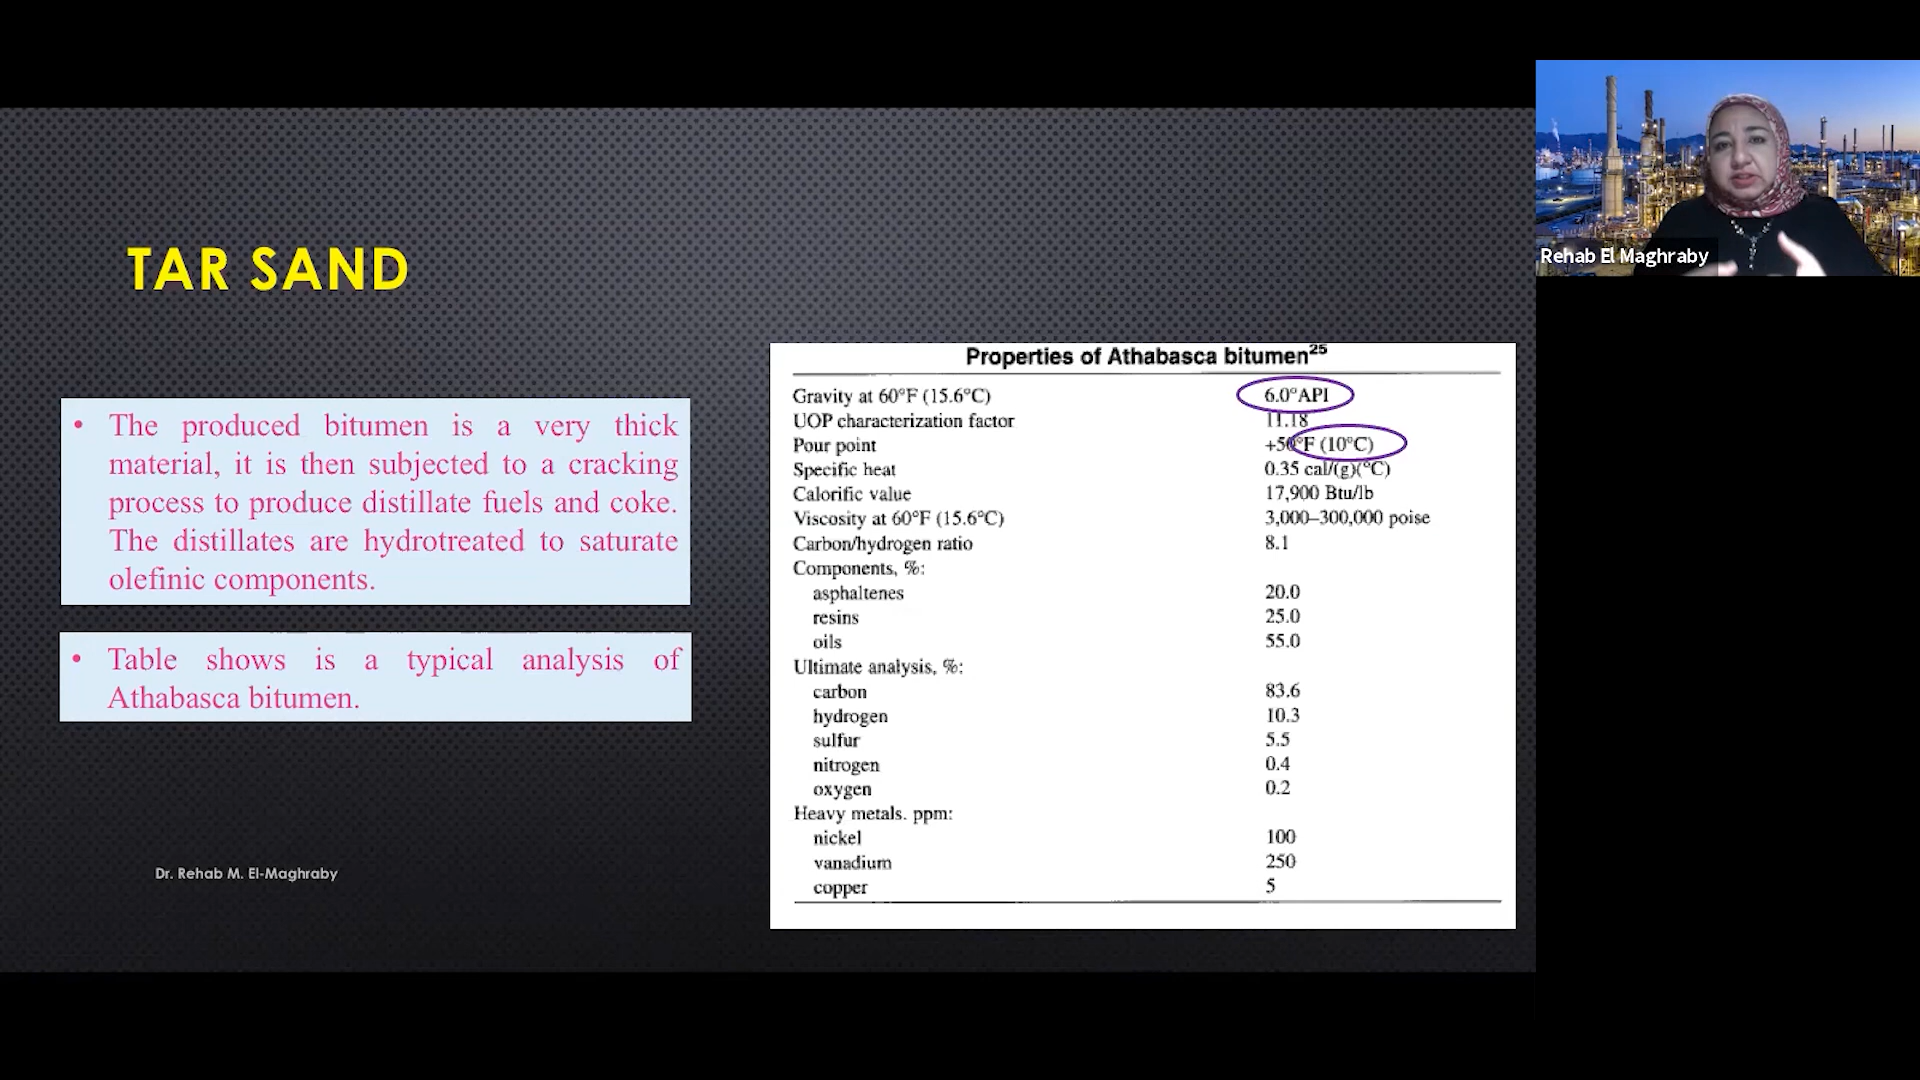 TAR SAND
• The produced bitumen is a very thick
material, it is then subjected to a cracking
process to produce distillate fuels and coke.
The distillates are hydrotreated to saturate
olefinic components.
• Table shows is a typical analysis of
Athabasca bitumen.
Dr. Rehab M. El-Maghraby
Properties of Athabasca bitumen²⁵
Gravity at 60°F (15.6°C) 6.0°API
UOP characterization factor 11.18
Pour point +50°F (10°C)
Specific heat 0.35 cal/(g)(°C)
Calorific value 17,900 Btu/lb
Viscosity at 60°F (15.6°C) 3,000–300,000 poise
Carbon/hydrogen ratio 8.1
Components, %:
asphaltenes 20.0
resins 25.0
oils 55.0
Ultimate analysis, %:
carbon 83.6
hydrogen 10.3
sulfur 5.5
nitrogen 0.4
oxygen 0.2
Heavy metals. ppm:
nickel 100
vanadium 250
copper 5
Rehab El Maghraby